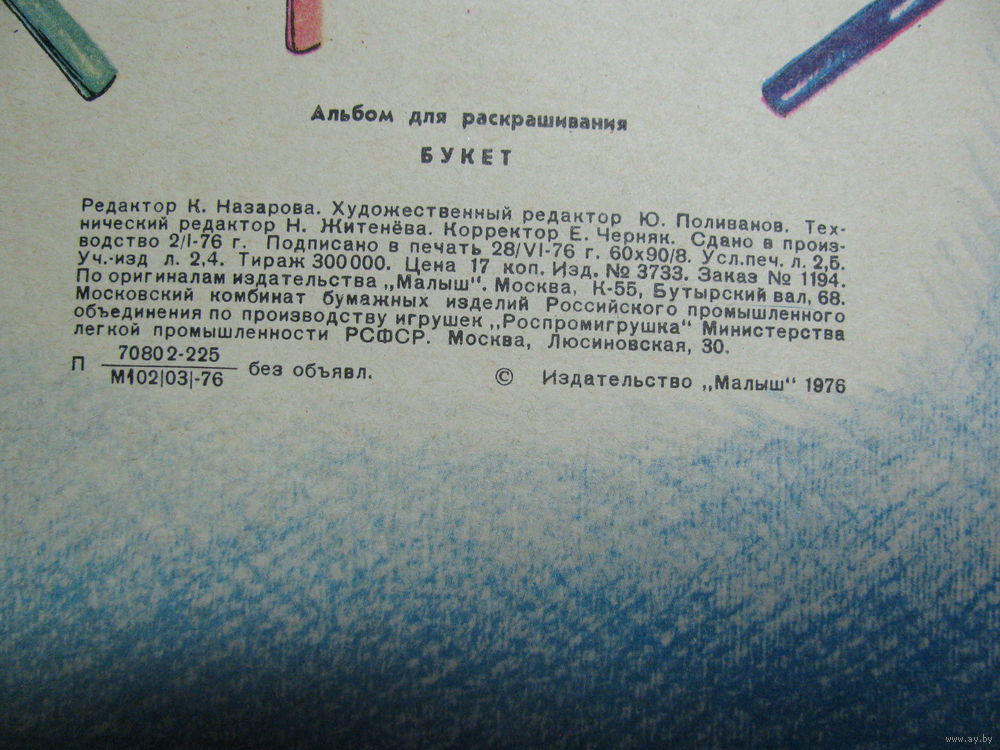 Альбом для раскрашивания
БУКЕТ
Редактор К. Назарова. Художественный редактор Ю. Поливанов. Тех-
нический редактор Н. Житенёва. Корректор Е. Черняк. Сдано в произ-
водство 2/I-76 г. Подписано в печать 28/VI-76 г. 60х90/8. Усл.печ. л. 2,5.
Уч.-изд л. 2,4. Тираж 300000. Цена 17 коп. Изд. № 3733. Заказ № 1194.
По оригиналам издательства „Малыш". Москва, К-55, Бутырский вал, 68.
Московский комбинат бумажных изделий Российского промышленного
объединения по производству игрушек „Роспромигрушка" Министерства
легкой промышленности РСФСР. Москва, Люсиновская, 30.
П 70802-225
М102|03|-76 без объявл.
© Издательство „Малыш" 1976
www.ay.by